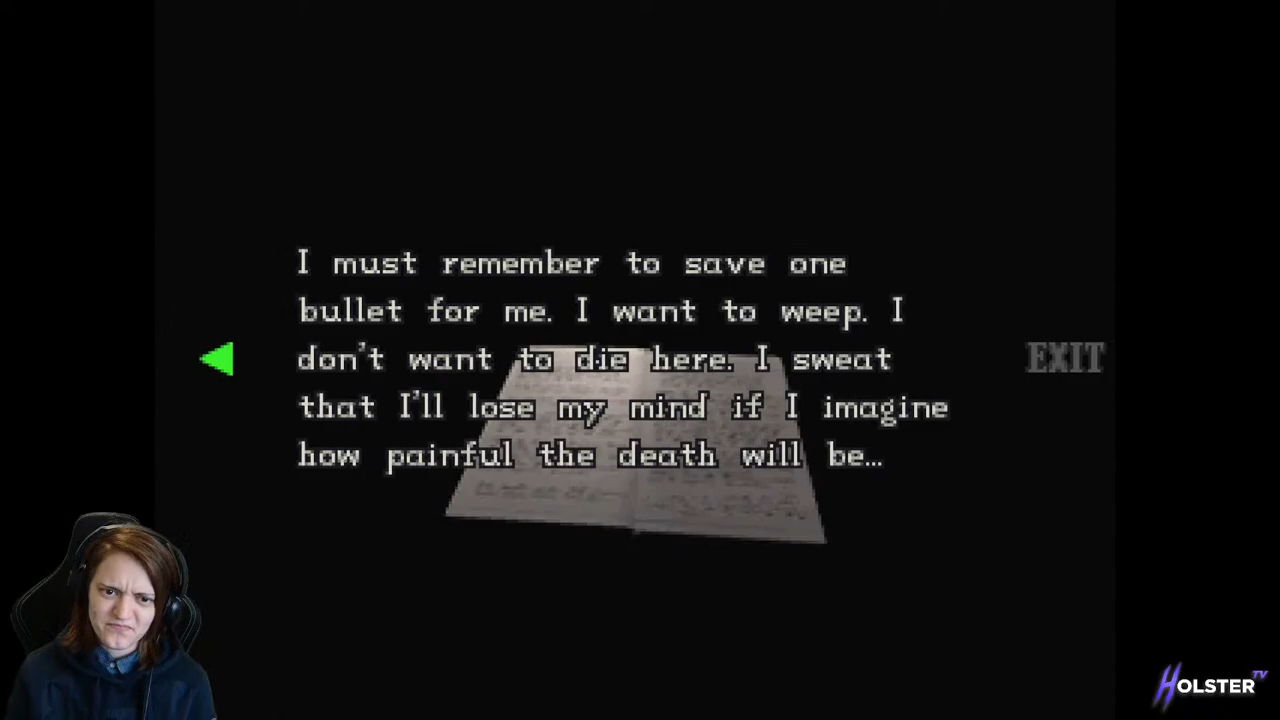 I must remember to save one
bullet for me. I want to weep. I
don't want to die here. I sweat
that I'll lose my mind if I imagine
how painful the death will be...
EXIT
HOLSTER TV